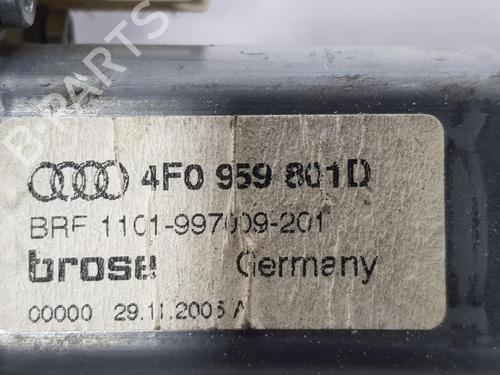 B-PARTS
4F0 959 801D
BRF 1101-997009-201
brose Germany
00000 29.11.2005 A